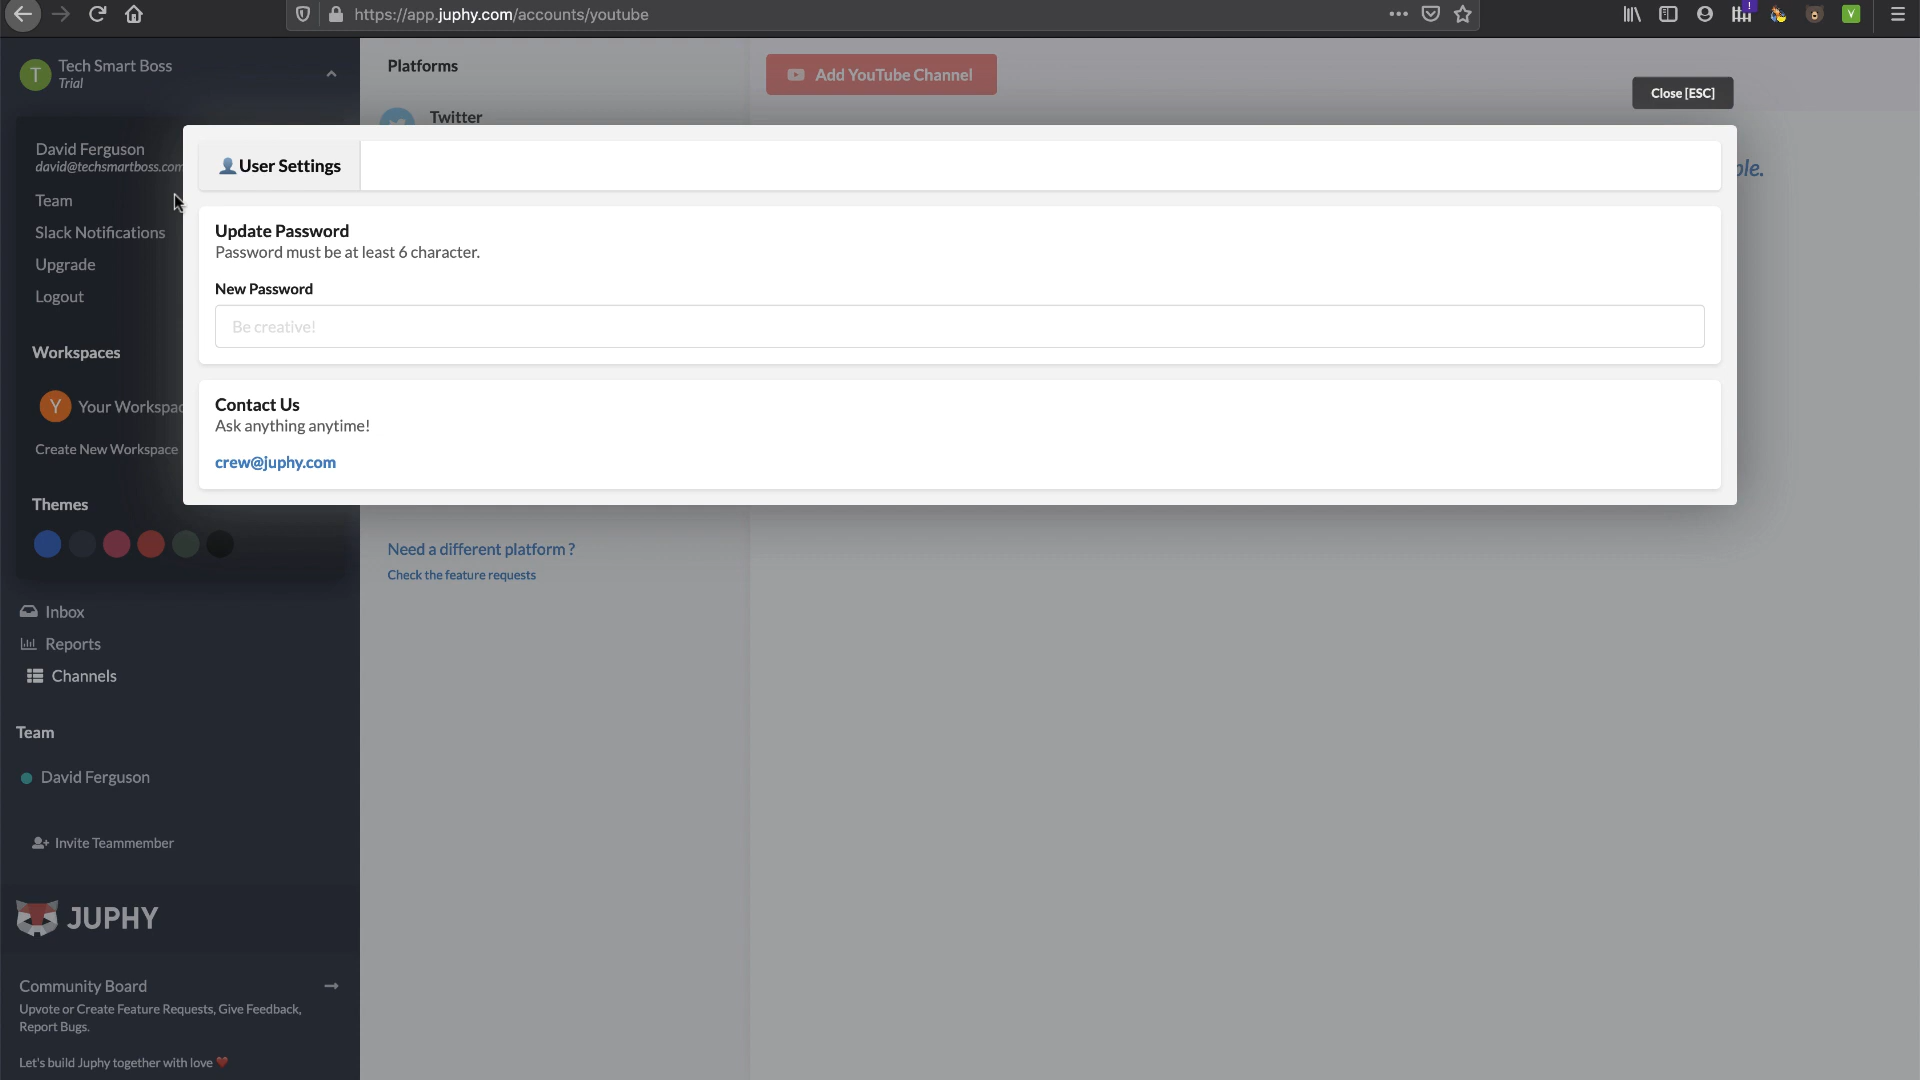 https://app.juphy.com/accounts/youtube
T
Tech Smart Boss
Trial
David Ferguson
david@techsmartboss.com
Team
Slack Notifications
Upgrade
Logout
Workspaces
Y
Your Workspac
Create New Workspace
Themes
Inbox
Reports
Channels
Team
David Ferguson
Invite Teammember
JUPHY
Community Board
Upvote or Create Feature Requests, Give Feedback,
Report Bugs.
Let's build Juphy together with love
Platforms
Twitter
Add YouTube Channel
Close [ESC]
ple.
User Settings
Update Password
Password must be at least 6 character.
New Password
Be creative!
Contact Us
Ask anything anytime!
crew@juphy.com
Need a different platform ?
Check the feature requests